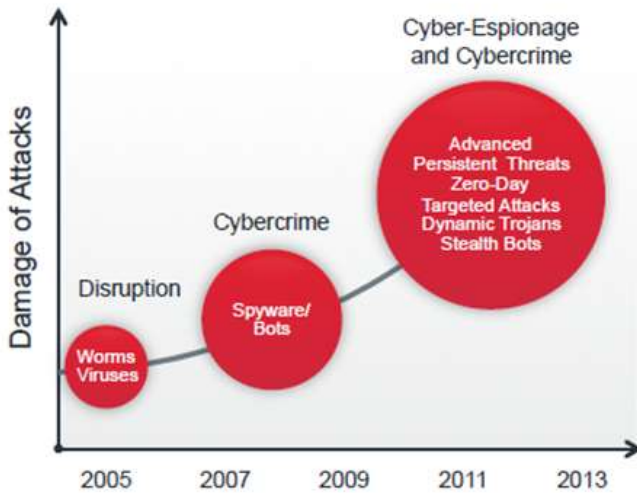 Cyber-Espionage
and Cybercrime
Advanced
Persistent Threats
Zero-Day
Targeted Attacks
Dynamic Trojans
Stealth Bots
Cybercrime
Spyware/
Bots
Disruption
Worms
Viruses
Damage of Attacks
2005 2007 2009 2011 2013